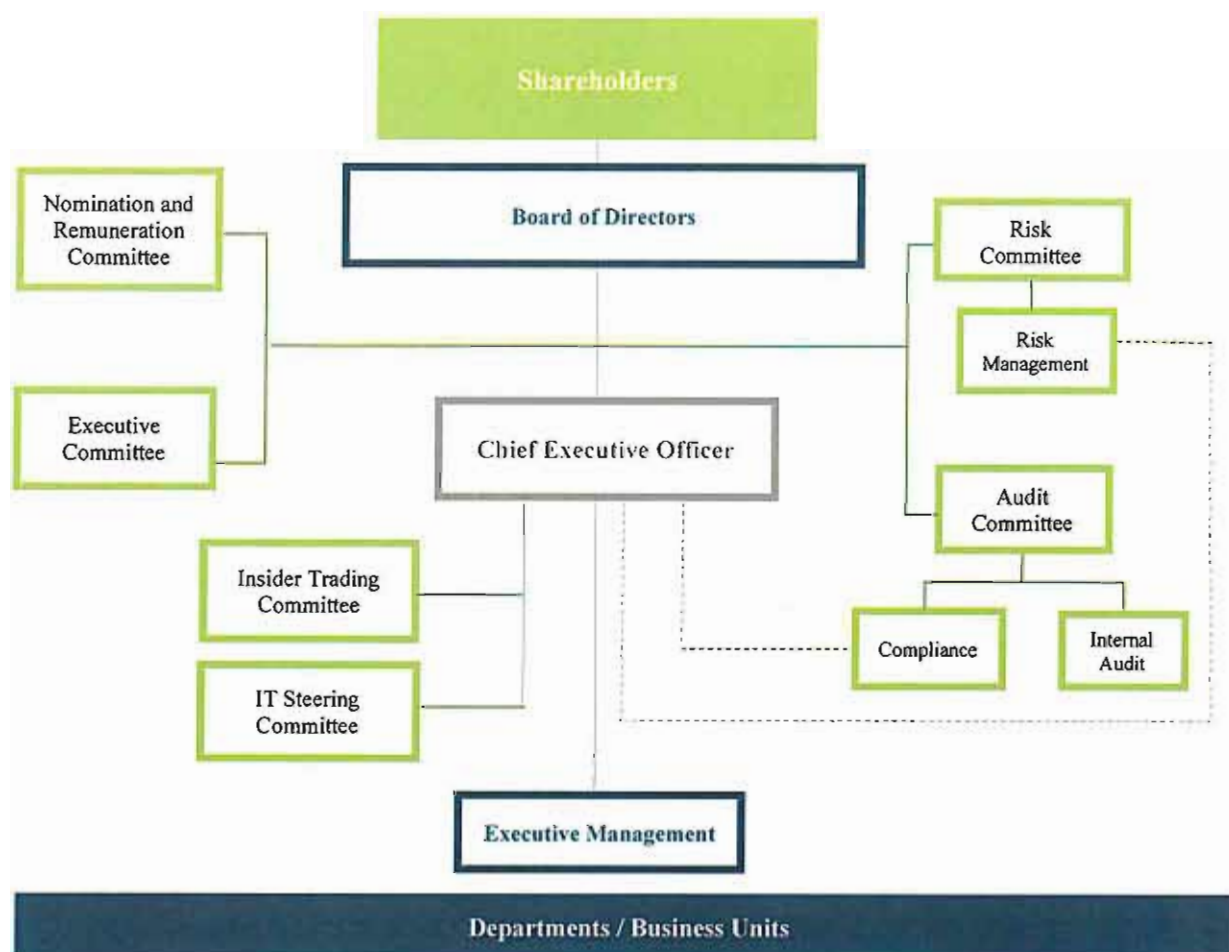 Shareholders
Board of Directors
Nomination and
Remuneration
Committee
Risk
Committee
Risk
Management
Executive
Committee
Chief Executive Officer
Audit
Committee
Insider Trading
Committee
Compliance
Internal
Audit
IT Steering
Committee
Executive Management
Departments / Business Units